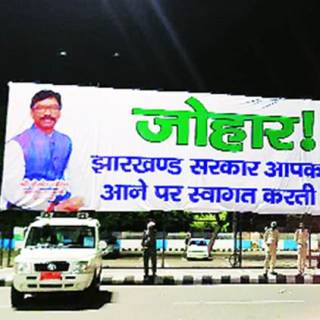 जोहार!
झारखण्ड सरकार आपक
आने पर स्वागत करती